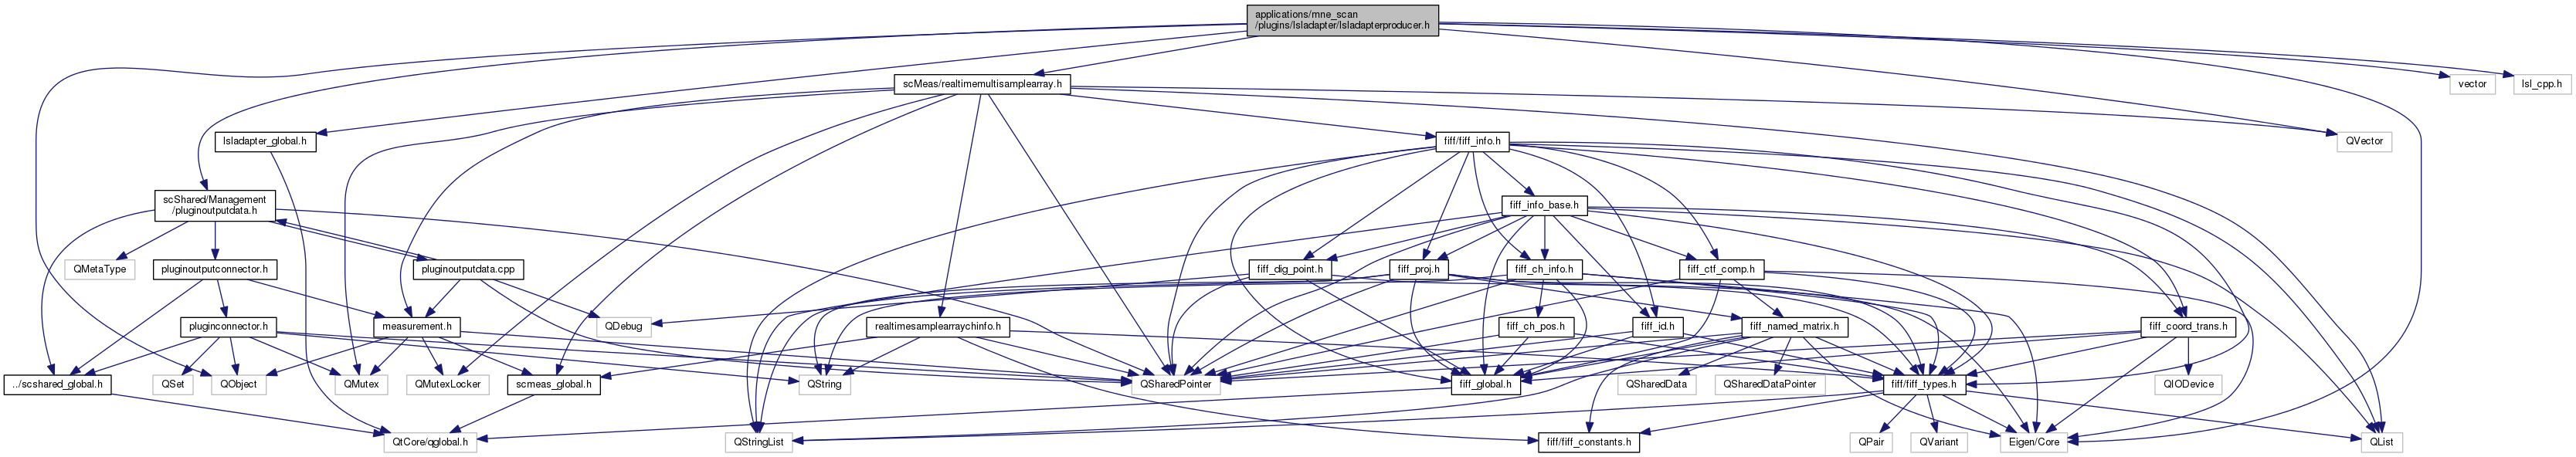 applications/mne_scan
/plugins/lsladapter/lsladapterproducer.h
scMeas/realtimemultisamplearray.h
vector
lsl_cpp.h
lsladapter_global.h
fiff/fiff_info.h
QVector
scShared/Management
/pluginoutputdata.h
fiff_info_base.h
QMetaType
pluginoutputconnector.h
pluginoutputdata.cpp
fiff_dig_point.h
fiff_proj.h
fiff_ch_info.h
fiff_ctf_comp.h
pluginconnector.h
measurement.h
QDebug
realtimesamplearraychinfo.h
fiff_ch_pos.h
fiff_id.h
fiff_named_matrix.h
fiff_coord_trans.h
../scshared_global.h
QSet
QObject
QMutex
QMutexLocker
scmeas_global.h
QString
QSharedPointer
fiff_global.h
QSharedData
QSharedDataPointer
fiff/fiff_types.h
QIODevice
QtCore/qglobal.h
QStringList
fiff/fiff_constants.h
QPair
QVariant
Eigen/Core
QList